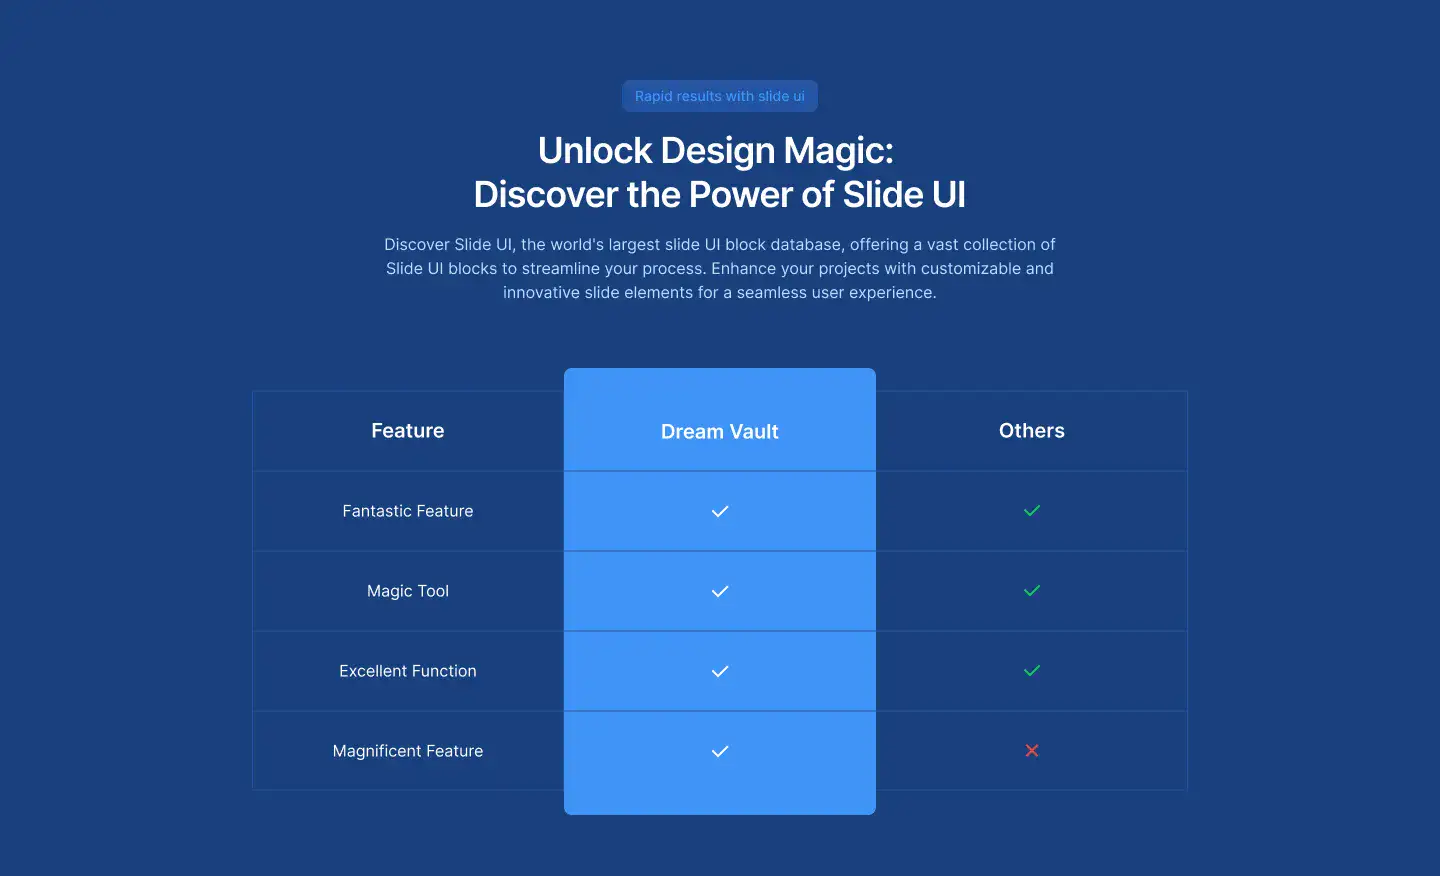 Rapid results with slide ui
Unlock Design Magic:
Discover the Power of Slide UI
Discover Slide UI, the world's largest slide UI block database, offering a vast collection of
Slide UI blocks to streamline your process. Enhance your projects with customizable and
innovative slide elements for a seamless user experience.
Feature
Dream Vault
Others
Fantastic Feature
Magic Tool
Excellent Function
Magnificent Feature